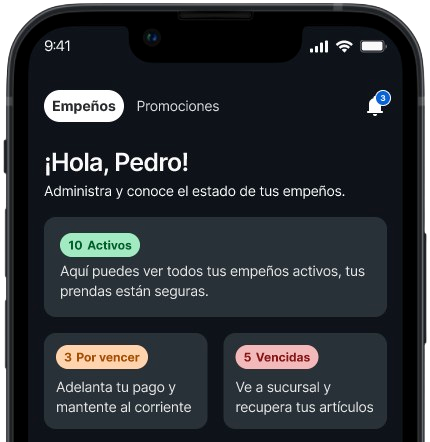 9:41
Empeños Promociones
3
¡Hola, Pedro!
Administra y conoce el estado de tus empeños.
10 Activos
Aquí puedes ver todos tus empeños activos, tus
prendas están seguras.
3 Por vencer
Adelanta tu pago y
mantente al corriente
5 Vencidas
Ve a sucursal y
recupera tus artículos